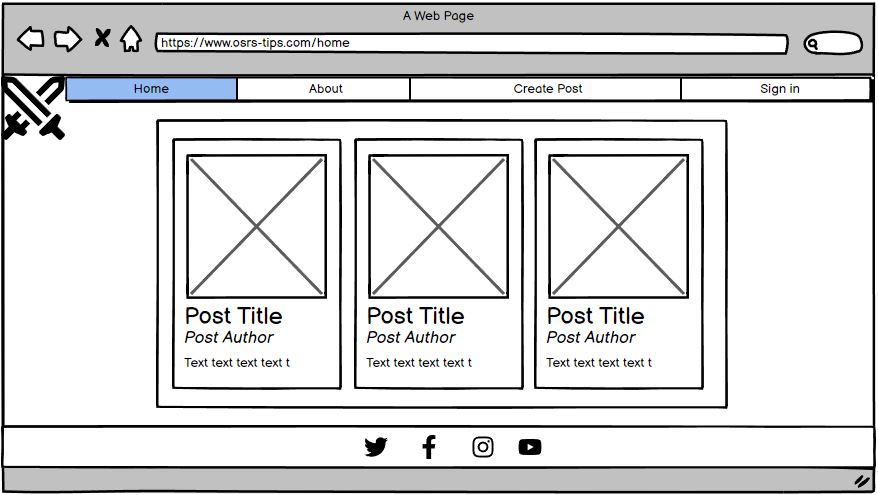 A Web Page
https://www.osrs-tips.com/home
Home About Create Post Sign in
Post Title
Post Author
Text text text text t
Post Title
Post Author
Text text text text t
Post Title
Post Author
Text text text text t